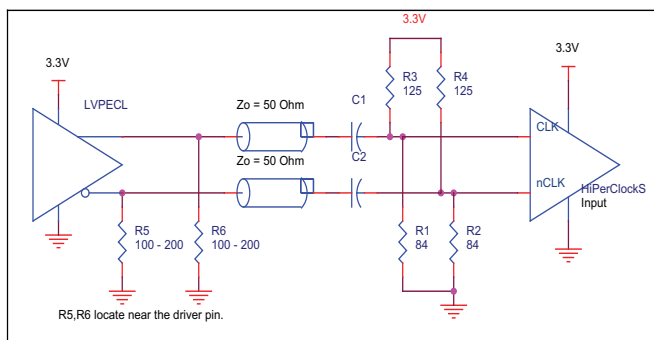 3.3V
3.3V
3.3V
LVPECL
R3
125
R4
125
Zo = 50 Ohm
C1
CLK
Zo = 50 Ohm
C2
nCLK
HiPerClockS
Input
R5
100 - 200
R6
100 - 200
R1
84
R2
84
R5,R6 locate near the driver pin.